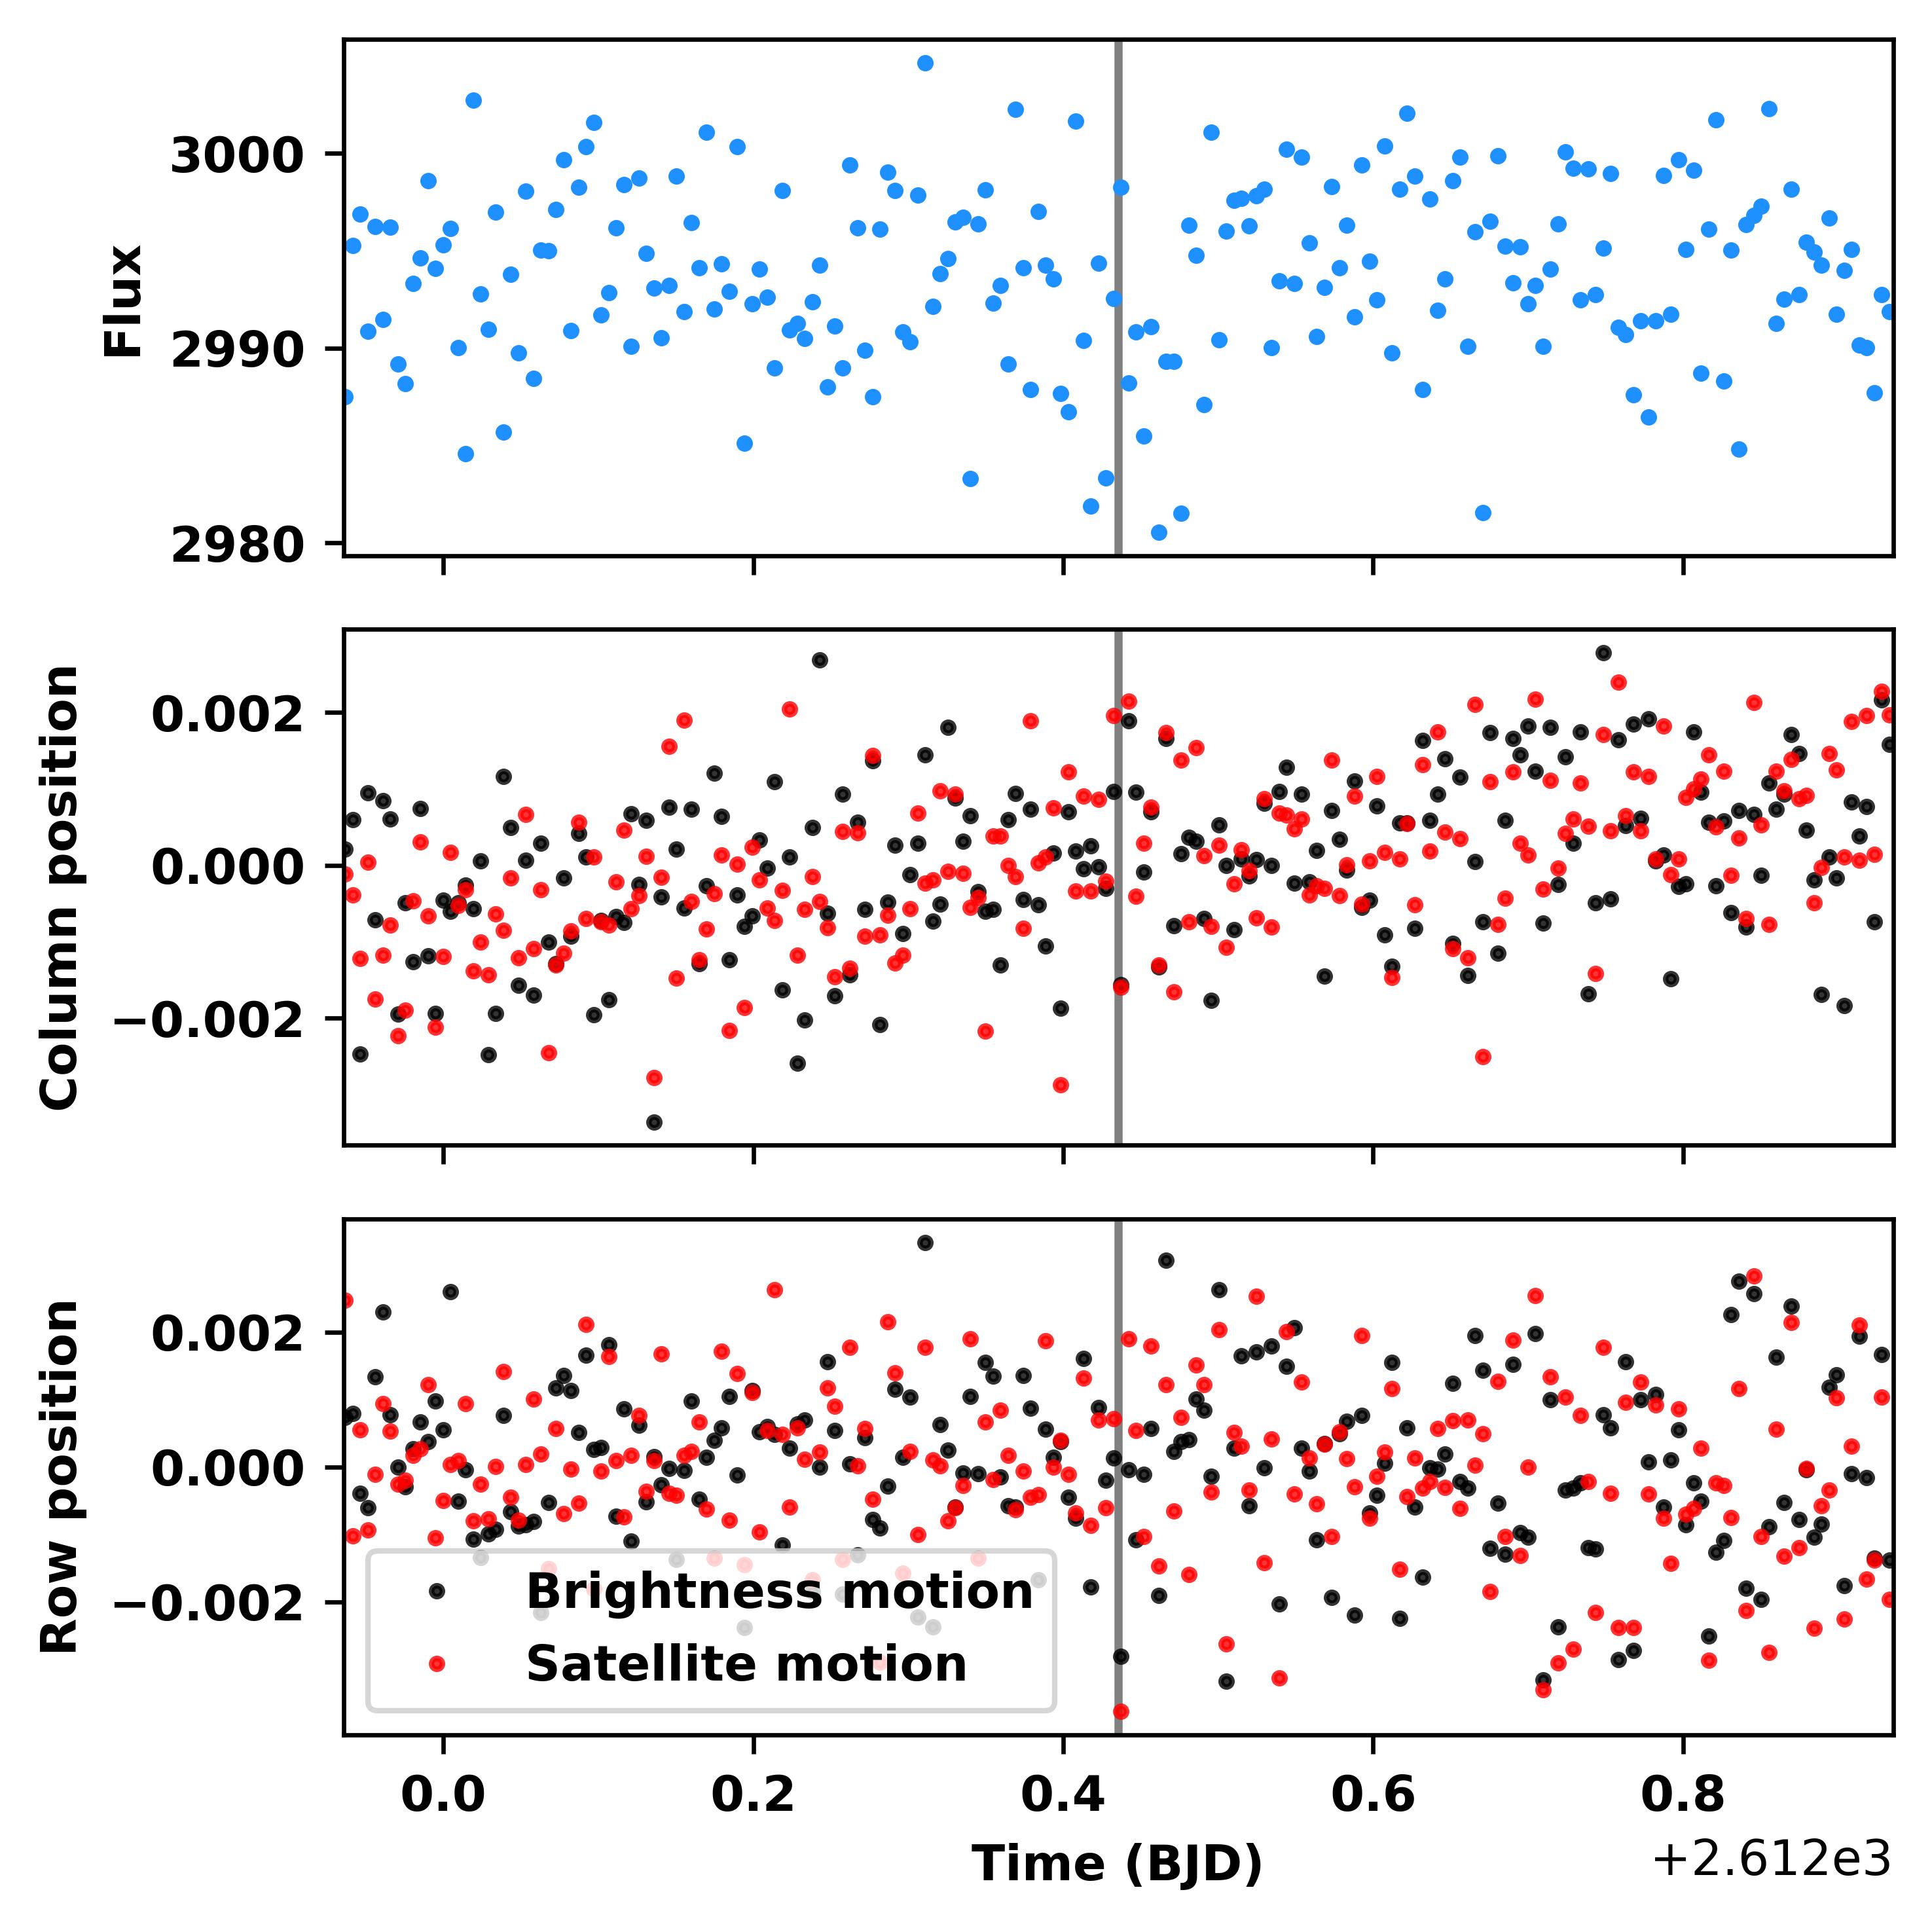 Flux
3000
2990
2980
Column position
0.002
0.000
−0.002
Row position
0.002
0.000
−0.002
Brightness motion
Satellite motion
0.0 0.2 0.4 0.6 0.8
Time (BJD)
+2.612e3